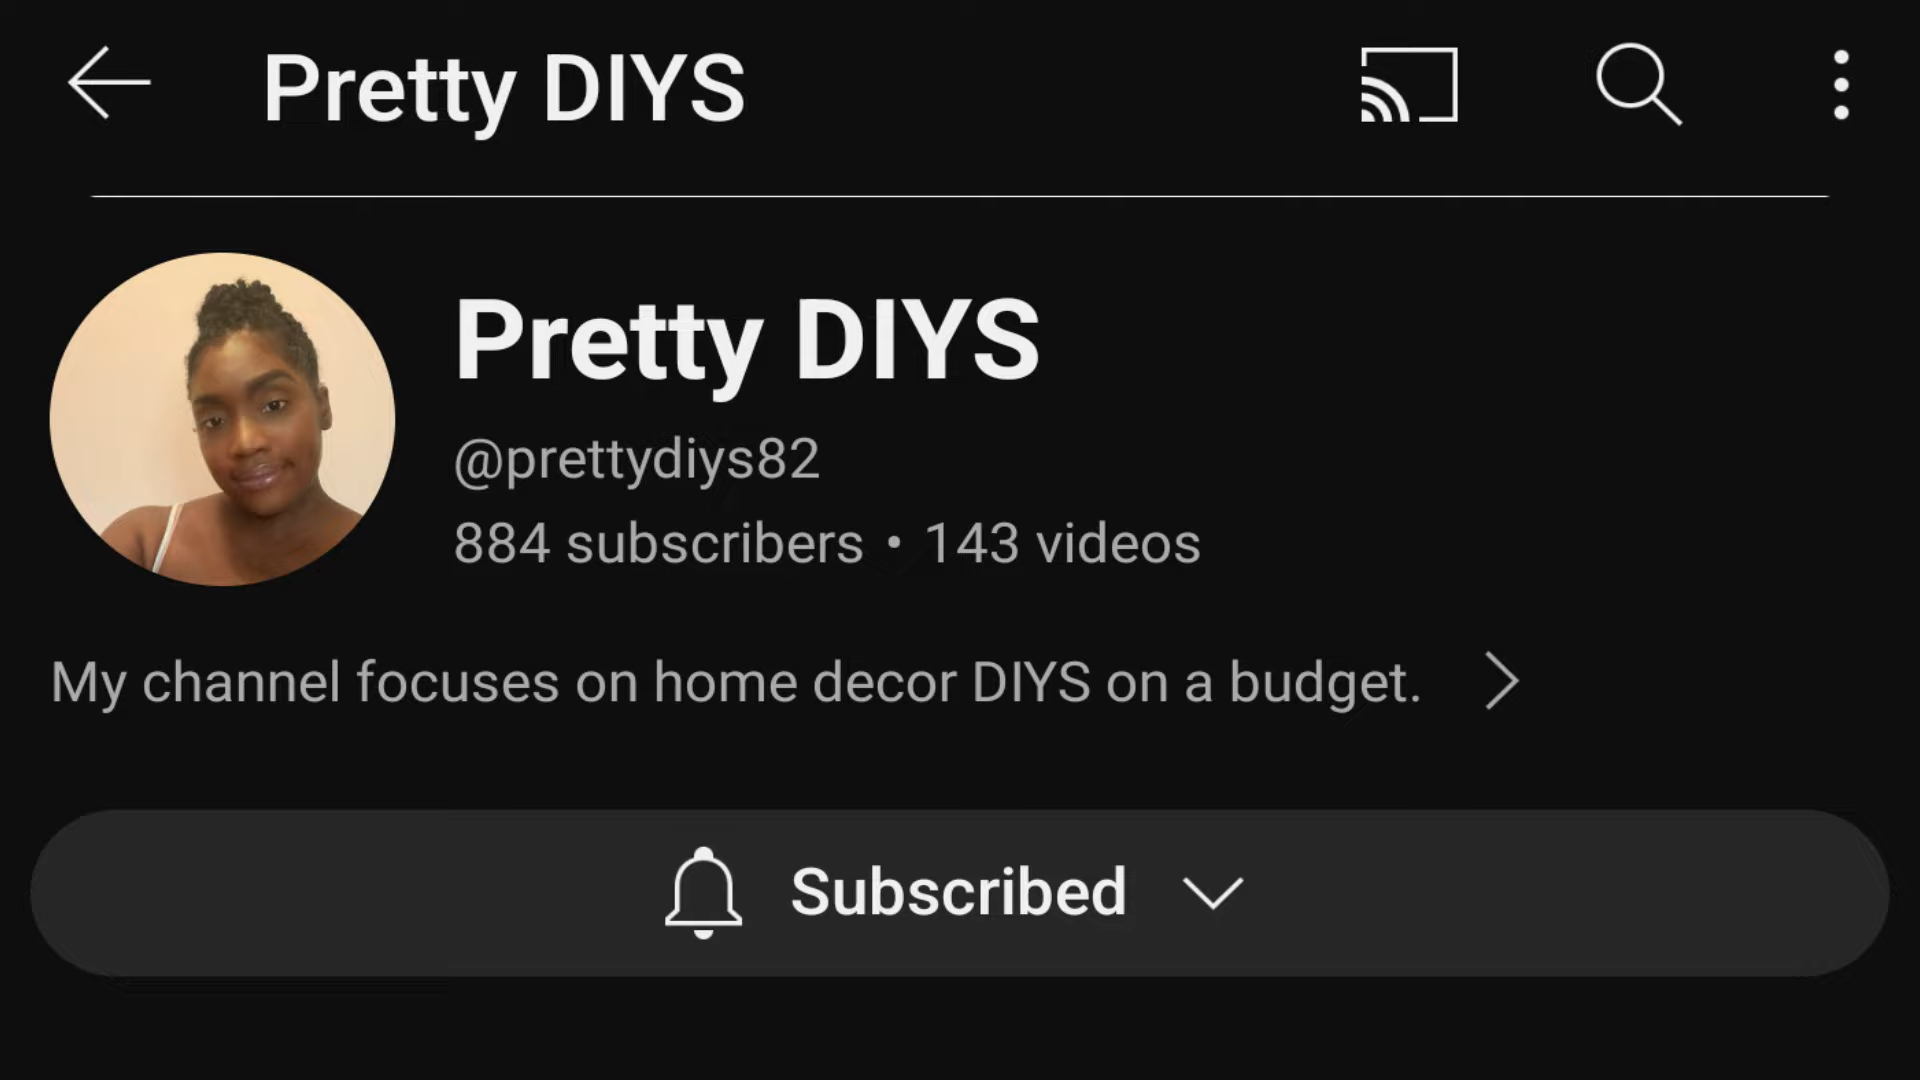 Pretty DIYS
Pretty DIYS
@prettydiys82
884 subscribers • 143 videos
My channel focuses on home decor DIYS on a budget.
Subscribed